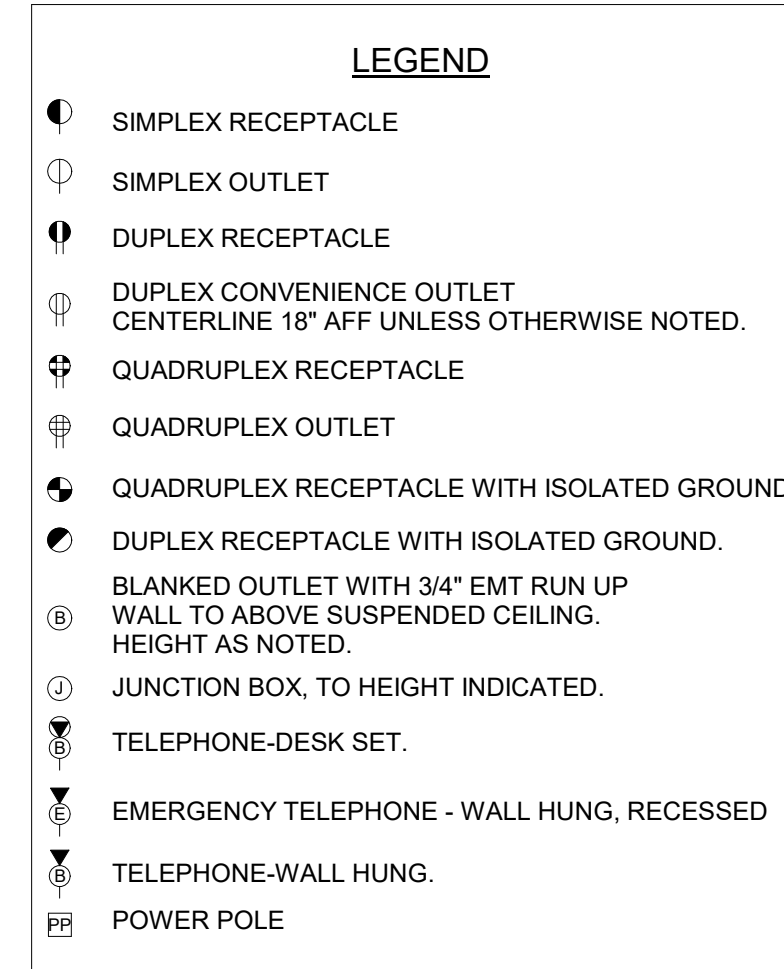 LEGEND
SIMPLEX RECEPTACLE
SIMPLEX OUTLET
DUPLEX RECEPTACLE
DUPLEX CONVENIENCE OUTLET
CENTERLINE 18" AFF UNLESS OTHERWISE NOTED.
QUADRUPLEX RECEPTACLE
QUADRUPLEX OUTLET
QUADRUPLEX RECEPTACLE WITH ISOLATED GROUND
DUPLEX RECEPTACLE WITH ISOLATED GROUND.
BLANKED OUTLET WITH 3/4" EMT RUN UP
B WALL TO ABOVE SUSPENDED CEILING.
HEIGHT AS NOTED.
J JUNCTION BOX, TO HEIGHT INDICATED.
B TELEPHONE-DESK SET.
E EMERGENCY TELEPHONE - WALL HUNG, RECESSED
B TELEPHONE-WALL HUNG.
PP POWER POLE